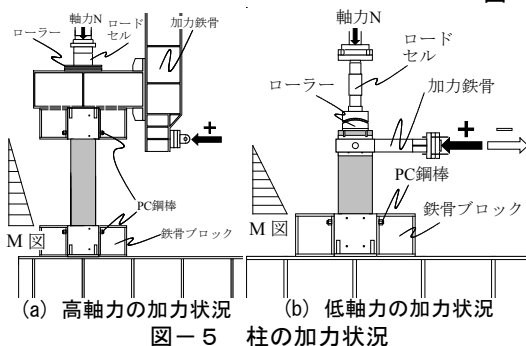 軸力N
ロード
セル
ローラー
加力鉄骨
+
PC鋼棒
M図
鉄骨ブロック
(a) 高軸力の加力状況
軸力N
ロード
セル
ローラー
加力鉄骨
+ −
PC鋼棒
M図
鉄骨ブロック
(b) 低軸力の加力状況
図－５ 柱の加力状況